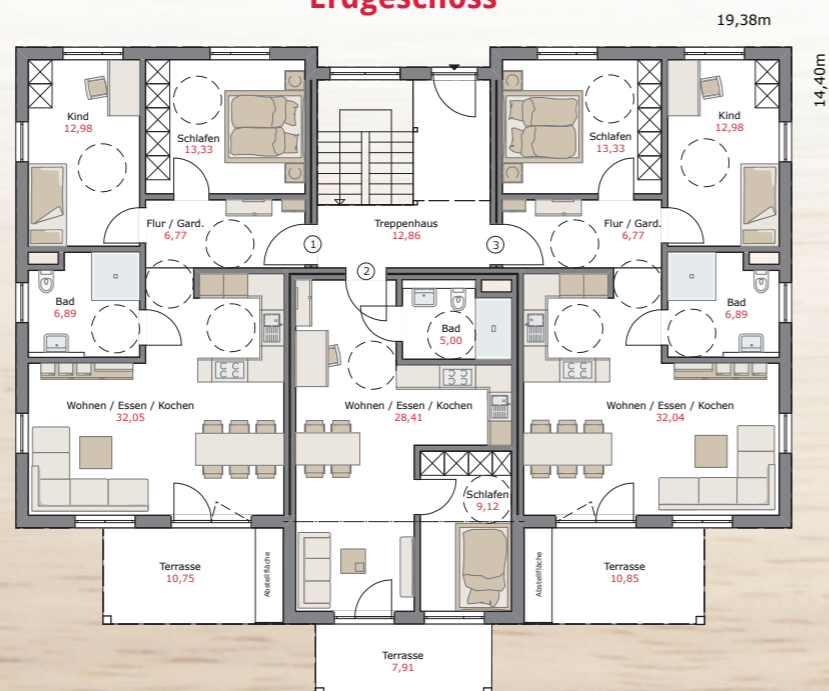 Erdgeschoss
19,38m
14,40m
Kind
12,98
Schlafen
13,33
Flur / Gard.
6,77
Treppenhaus
12,86
1
2
3
Schlafen
13,33
Kind
12,98
Flur / Gard.
6,77
Bad
6,89
Bad
5,00
Bad
6,89
Wohnen / Essen / Kochen
32,05
Wohnen / Essen / Kochen
28,41
Wohnen / Essen / Kochen
32,04
Schlafen
9,12
Terrasse
10,75
Abstellfläche
Abstellfläche
Terrasse
10,85
Terrasse
7,91